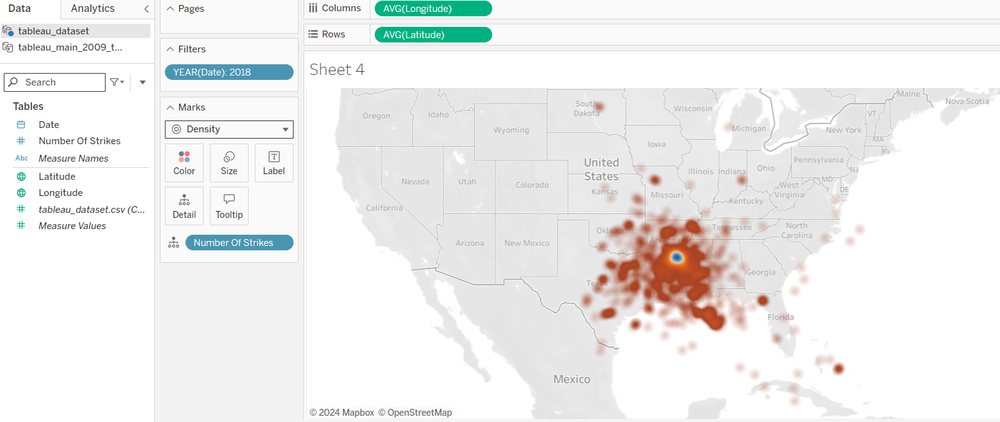 Data
Analytics
tableau_dataset
tableau_main_2009_t...
Search
Tables
Date
Number Of Strikes
Abc Measure Names
Latitude
Longitude
tableau_dataset.csv (C...
Measure Values
Pages
Filters
YEAR(Date): 2018
Marks
Density
Color
Size
Label
Detail
Tooltip
Number Of Strikes
Columns
AVG(Longitude)
Rows
AVG(Latitude)
Sheet 4
Maine
Nova Scotia
South
Dakota
Wisconsin
VT
Oregon
Idaho
Wyoming
Michigan
New York
MA
RI
Iowa
United
States
Pennsylvania
Illinois
Indiana
Ohio
NJ
Nevada
Utah
Colorado
Kansas
Missouri
West
Virginia
MD
DE
California
Kentucky
Arizona
New Mexico
Oklahoma
Arkansas
Tennessee
North
Carolina
Georgia
Texas
Florida
Mexico
© 2024 Mapbox © OpenStreetMap